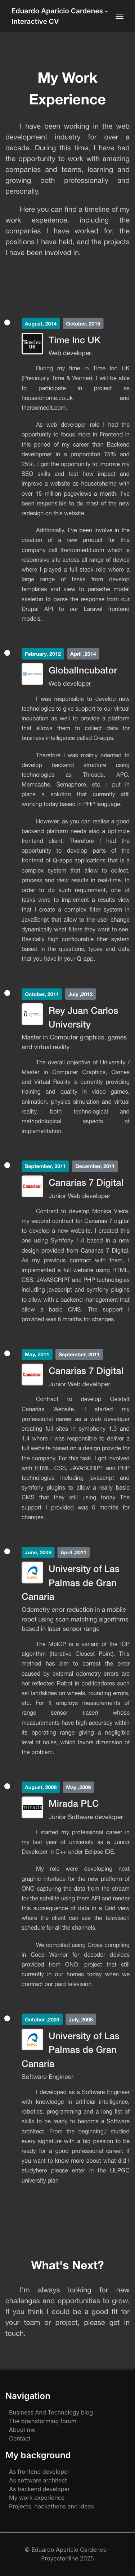 Eduardo Aparicio Cardenes -
Interactive CV
My Work
Experience
I have been working in the web
development industry for over a
decade. During this time, I have had
the opportunity to work with amazing
companies and teams, learning and
growing both professionally and
personally.
Here you can find a timeline of my
work experience, including the
companies I have worked for, the
positions I have held, and the projects
I have been involved in.
August, 2014 October, 2015
Time Inc UK
Time Inc UK
Web developer.
During my time in Time Inc UK
(Previously Time & Warner). I will be able
to participate in project as
housetohome.co.uk and
theroomedit.com.
As web developer role I had the
opportunity to focus more in Frontend in
this period of my career than Backend
developmet in a proporciton 75% and
25%. I got the opportunity to improve my
SEO skills and test how impact and
improve a website as housetohome with
over 15 million pageviews a month. I've
been responsible to do most of the new
redesign on this website.
Additionally, I've been involve in the
creation of a new product for this
company call theroomedit.com which is
responsive site aside small range of device
where I played a full stack role where a
large range of tasks from develop
templates and view to parsethe model
skeleton to parse the response from our
Drupal API to our Laravel frontend
models.
February, 2012 April ,2014
GlobalIncubator
Web developer
I was responsible to develop new
technologies to give support to our virtual
incubation as well to provide a platform
that allows them to collect data for
business intelligence called Q-apps.
Therefore I was mainly oriented to
develop backend structure using
technologies as Threads, APC,
Memcache, Semaphore, etc. I put in
place a solution that currently still
working today based in PHP language.
However, as you can realise a good
backend platform needs also a optimize
frontend client. Therefore I had the
opportunity to develop parts of the
frontend of Q-apps applications that is a
complex system that allow to collect,
process and view results in real-time. In
order to do such requirement, one of
tasks were to implement a results view
that I create a complex filter system in
JavaScript that allow to the user change
dynamically what filters they want to see.
Basically high configurable filter system
based in the questions, types and data
that you have in your Q-app.
October, 2011 July ,2012
Rey Juan Carlos
University
Master in Computer graphics, games
and virtual reality
The overall objective of University /
Master in Computer Graphics, Games
and Virtual Reality is currently providing
training and quality in video games,
animation, physics simulation and virtual
reality, both technological and
methodological aspects of
implementation.
September, 2011 December, 2011
Canarias7
Canarias 7 Digital
Junior Web developer
Contract to develop Monica Vieira,
my second contract for Canarias 7 digital
to develop a new website. I created this
one using Symfony 1.4 based in a new
design provided from Canarias 7 Digital.
As my previous contract with them, I
implemented a full website using HTML,
CSS, JAVASCRIPT and PHP technologies
including javascript and symfony plugins
to allow with a backend management that
allow a basic CMS. The support I
provided was 6 months for changes.
May, 2011 September, 2011
Canarias7
Canarias 7 Digital
Junior Web developer
Contract to develop Gelstalt
Canarias Website. I started my
professional career as a web developer
creating full sites in symphony 1.0 and
1.4 where I was responsible to deliver a
full website based on a design provide by
the company. For this task, I got involved
with HTML, CSS, JAVASCRIPT and PHP
technologies including javascript and
symfony plugins to allow a really basic
CMS that they still using today The
support I provided was 6 months for
changes.
June, 2009 April ,2011
University of Las
Palmas de Gran
Canaria
Odometry error reduction in a mobile
robot using scan matching algorithms
based in laser sensor range
The MbICP is a variant of the ICP
algorithm (Iterative Closest Point). This
method has aim to correct the error
caused by external odometry errors are
not reflected Robot in coordinatfacors such
as: landslides on wheels, rounding errors,
etc. For it employs measurements of
range sensor (laser) whose
measurements have high accuracy within
its operating range giving a negligible
level of noise, which favors dimension of
the problem.
August, 2008 May ,2009
mirada
Mirada PLC
Junior Software developer
I started my professional career in
my last year of university as a Junior
Developer in C++ under Eclipse IDE.
My role were developing next
graphic interface for the new platform of
ONO capturing the data from the stream
for the satellite using them API and render
this subsequence of data in a Grid view
where the client can see the television
schedule for all the channels.
We compiled using Cross compiling
in Code Warrior for decoder devices
provided from ONO, project that still
currently in our homes today when we
contract our paid television.
October ,2003 July, 2008
University of Las
Palmas de Gran
Canaria
Software Engineer
I developed as a Software Engineer
with knowledge in artificial intelligence,
robotics, programming and a long list of
skills to be ready to become a Software
architect. From the beginning,I studied
every signature with a big passion to be
ready for a good professional career. If
you want to know more about what did I
studyhere please enter in the ULPGC
university plan
What's Next?
I'm always looking for new
challenges and opportunities to grow.
If you think I could be a good fit for
your team or project, please get in
touch.
Navigation
Business And Technology blog
The brainstorming forum
About me
Contact
My background
As frontend developer
As software architect
As backend developer
My work experience
Projects, hackathons and ideas
© Eduardo Aparicio Cardenes -
Proyectonline 2025